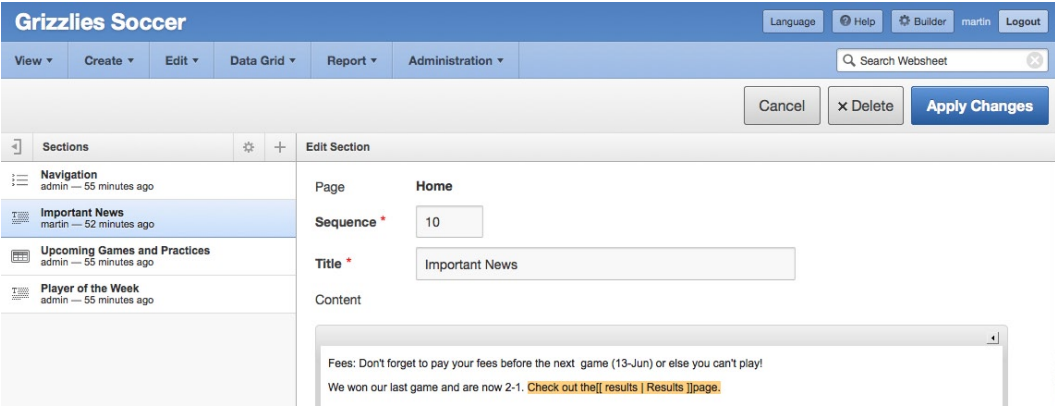 Grizzlies Soccer
Language Help Builder martin Logout
View Create Edit Data Grid Report Administration Search Websheet
Cancel × Delete Apply Changes
Sections Edit Section
Navigation
admin — 55 minutes ago
Important News
martin — 52 minutes ago
Upcoming Games and Practices
admin — 55 minutes ago
Player of the Week
admin — 55 minutes ago
Page Home
Sequence * 10
Title * Important News
Content
Fees: Don't forget to pay your fees before the next game (13-Jun) or else you can't play!
We won our last game and are now 2-1. Check out the[[ results | Results ]]page.